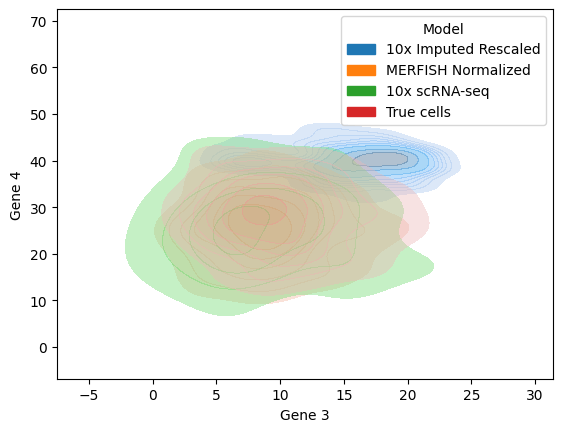 Model
10x Imputed Rescaled
MERFISH Normalized
10x scRNA-seq
True cells
70
60
50
40
30
20
10
0
Gene 4
−5
0
5
10
15
20
25
30
Gene 3